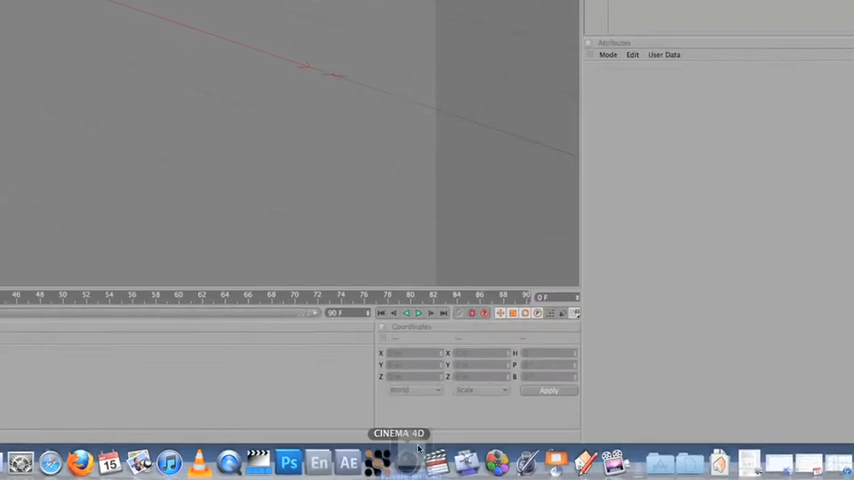 Attributes
Mode Edit User Data
46 48 50 52 54 56 58 60 62 64 66 68 70 72 74 76 78 80 82 84 86 88 90 0 F
90 F
Coordinates
X X H
Y Y P
Z Z B
World Scale Apply
CINEMA 4D
15 Ps En AE